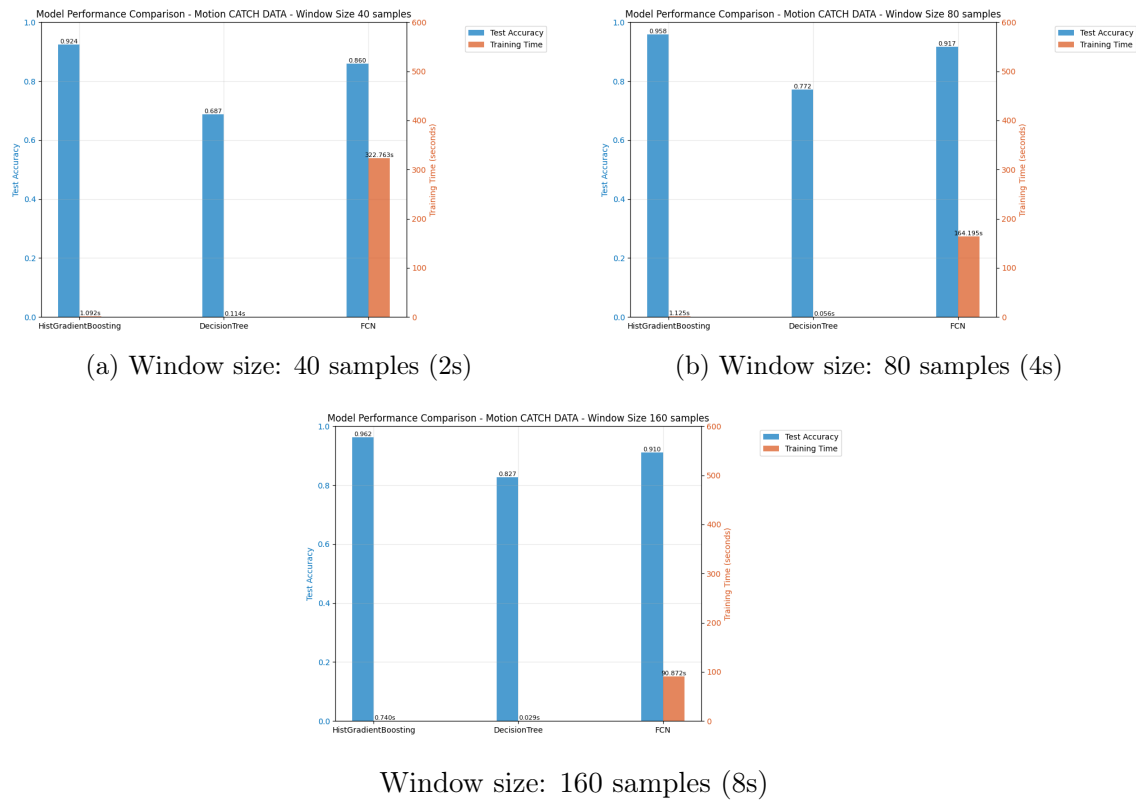 Model Performance Comparison - Motion CATCH DATA - Window Size 40 samples
Test Accuracy
Training Time
1.0
0.8
0.6
0.4
0.2
0.0
Test Accuracy
0.924
1.092s
0.687
0.114s
0.860
322.763s
600
500
400
300
200
100
0
Training Time (seconds)
HistGradientBoosting
DecisionTree
FCN
(a) Window size: 40 samples (2s)
Model Performance Comparison - Motion CATCH DATA - Window Size 80 samples
Test Accuracy
Training Time
1.0
0.8
0.6
0.4
0.2
0.0
Test Accuracy
0.958
1.125s
0.772
0.056s
0.917
164.195s
600
500
400
300
200
100
0
Training Time (seconds)
HistGradientBoosting
DecisionTree
FCN
(b) Window size: 80 samples (4s)
Model Performance Comparison - Motion CATCH DATA - Window Size 160 samples
Test Accuracy
Training Time
1.0
0.8
0.6
0.4
0.2
0.0
Test Accuracy
0.962
0.740s
0.827
0.029s
0.910
90.872s
600
500
400
300
200
100
0
Training Time (seconds)
HistGradientBoosting
DecisionTree
FCN
Window size: 160 samples (8s)